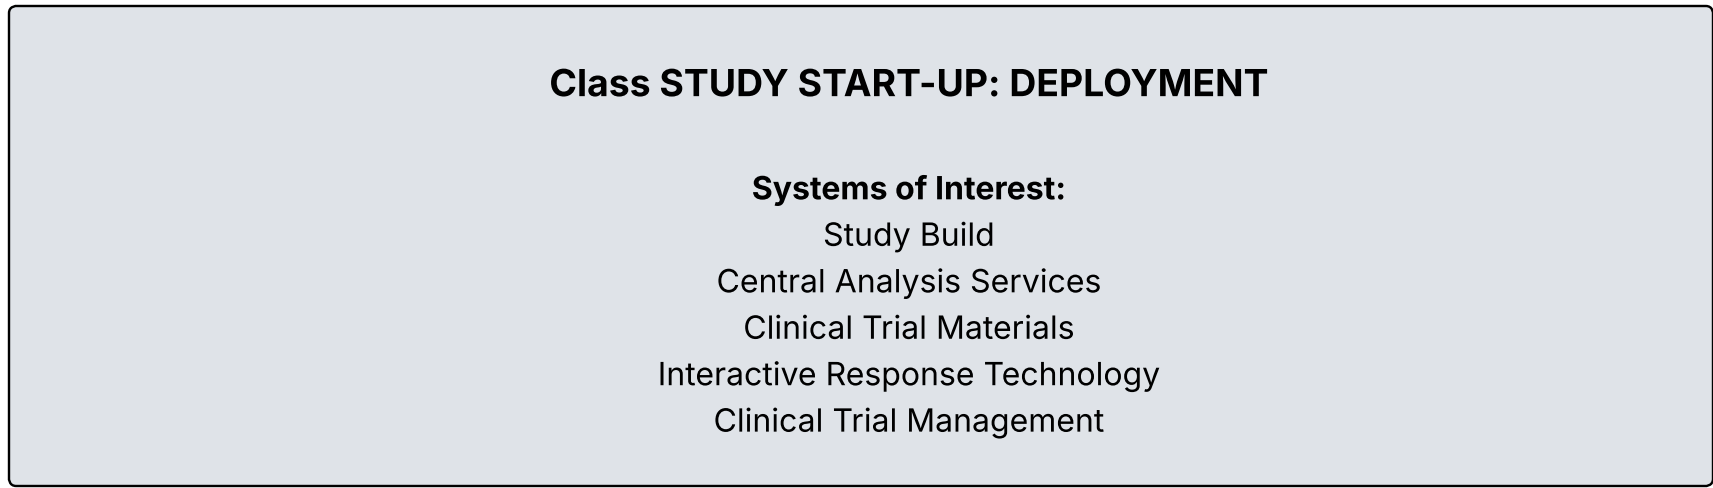 Class STUDY START-UP: DEPLOYMENT
Systems of Interest:
Study Build
Central Analysis Services
Clinical Trial Materials
Interactive Response Technology
Clinical Trial Management